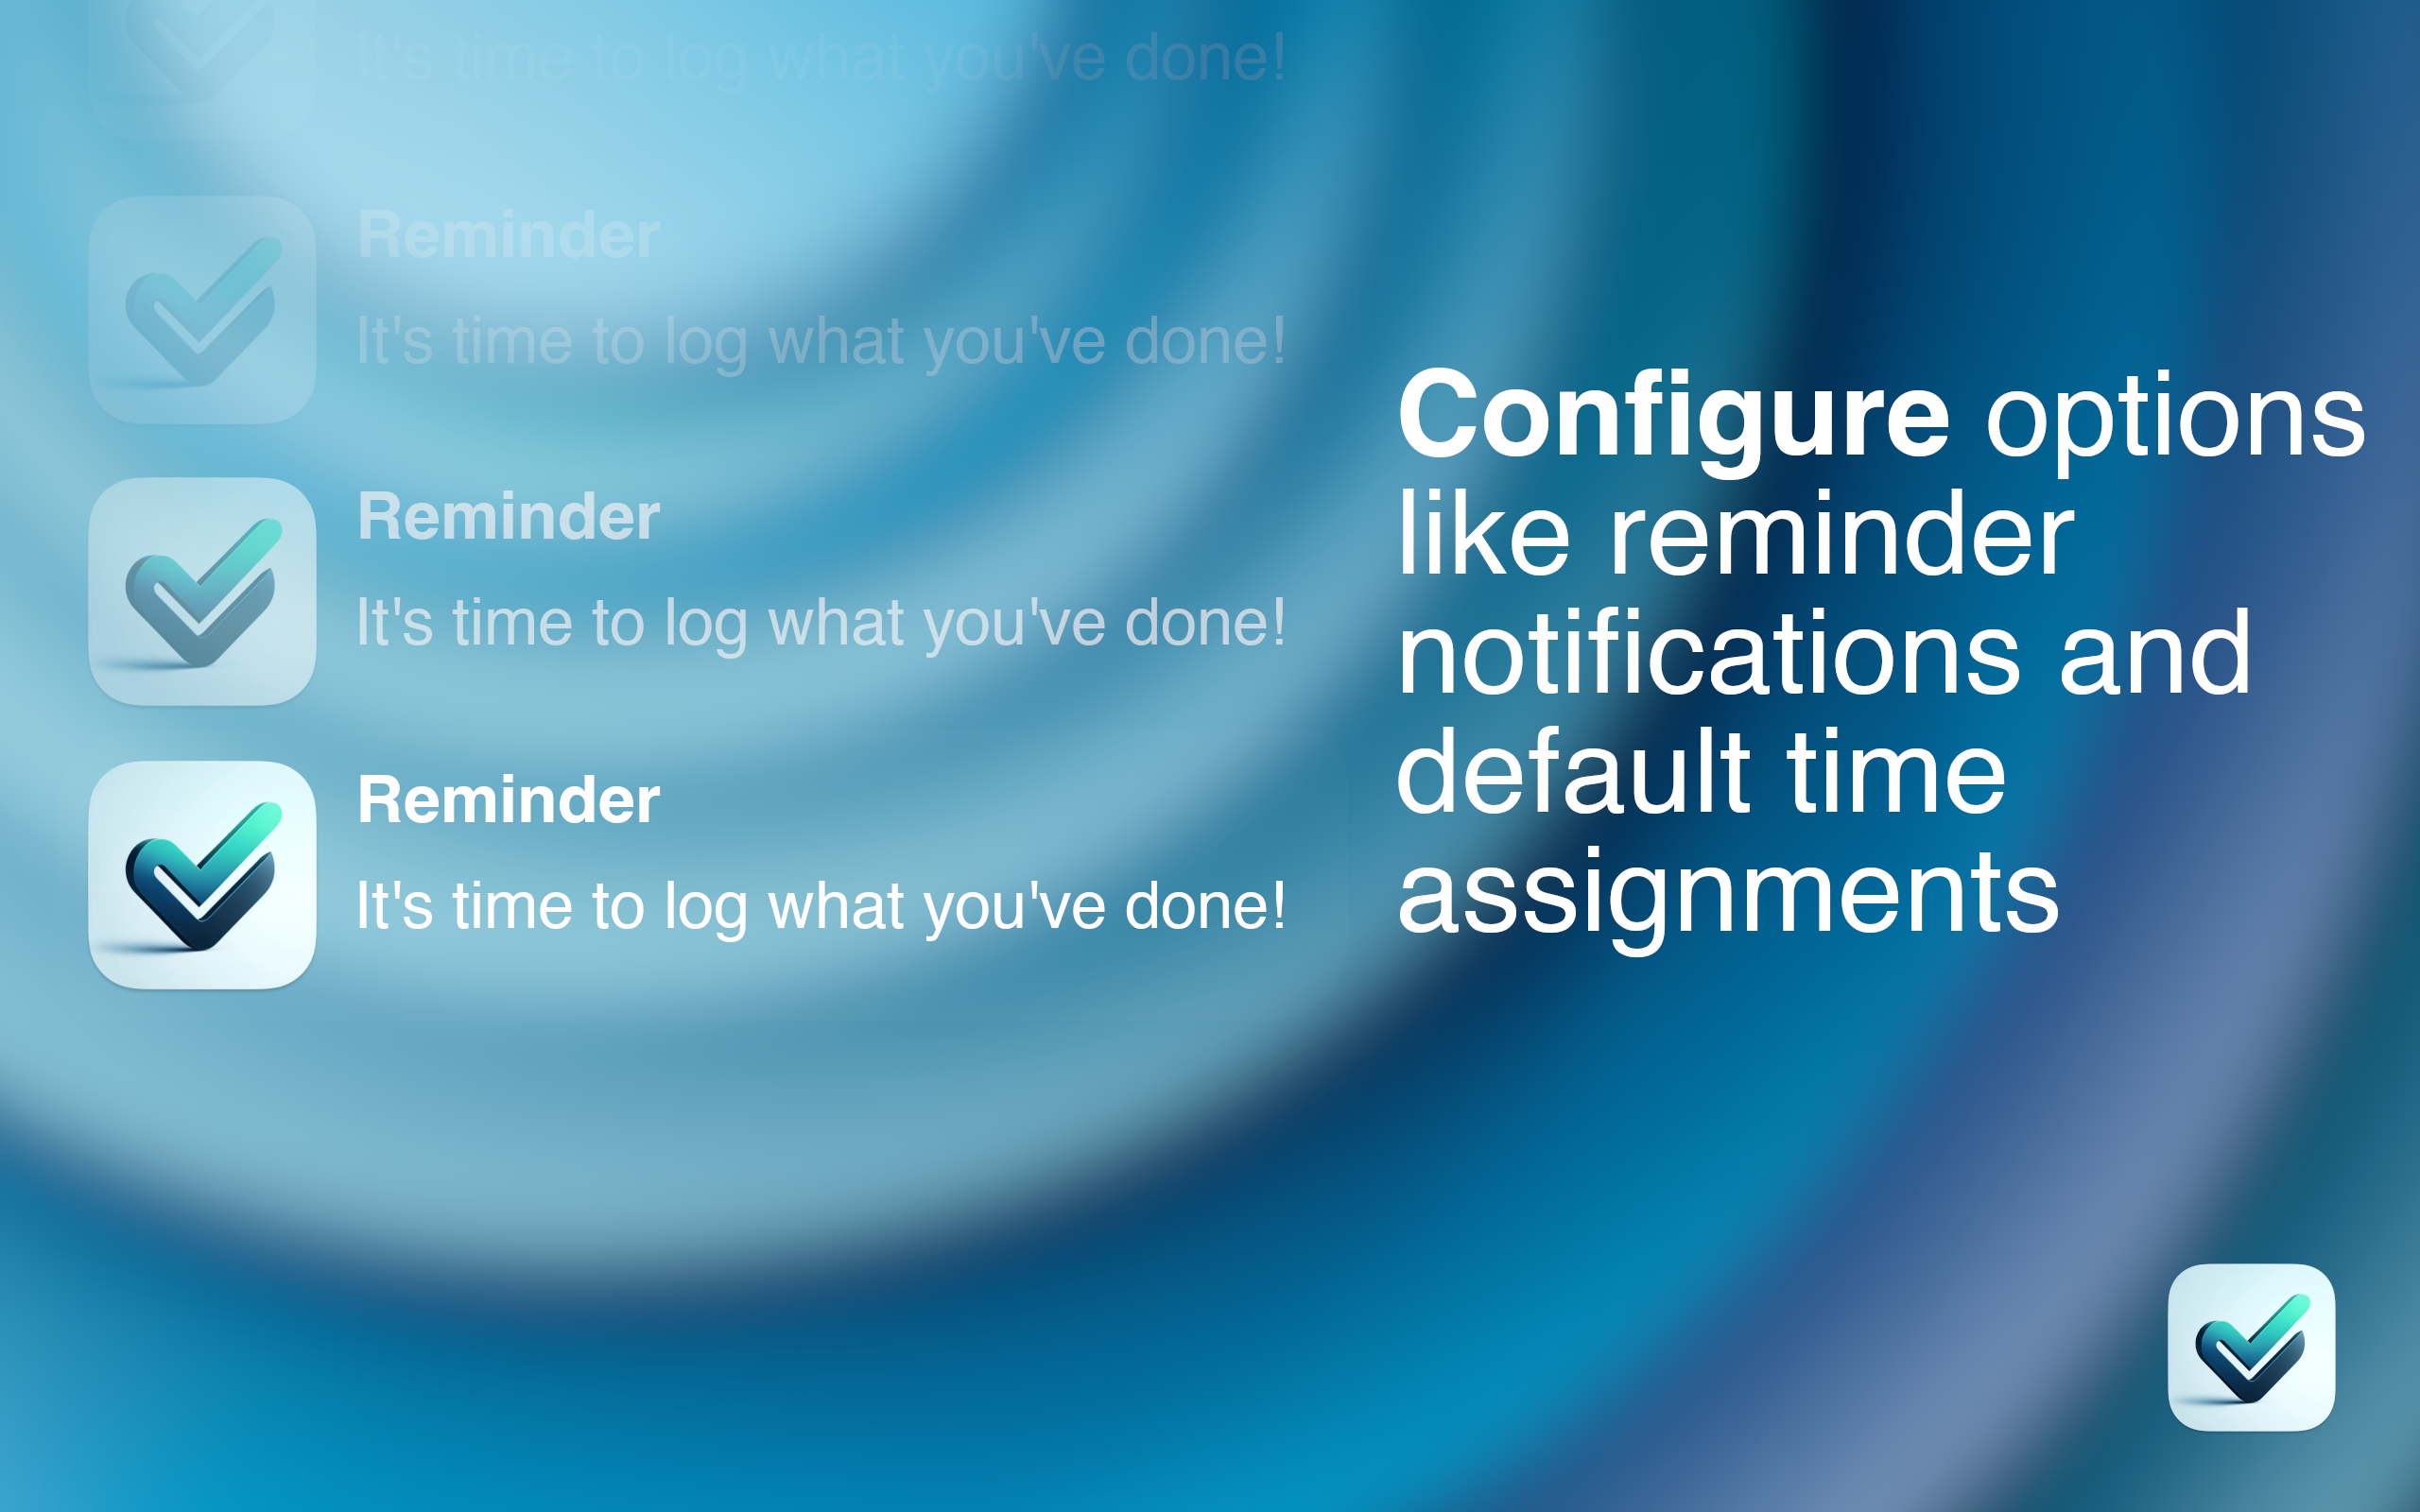 It's time to log what you've done!
Reminder
It's time to log what you've done!
Reminder
It's time to log what you've done!
Reminder
It's time to log what you've done!
Configure options
like reminder
notifications and
default time
assignments